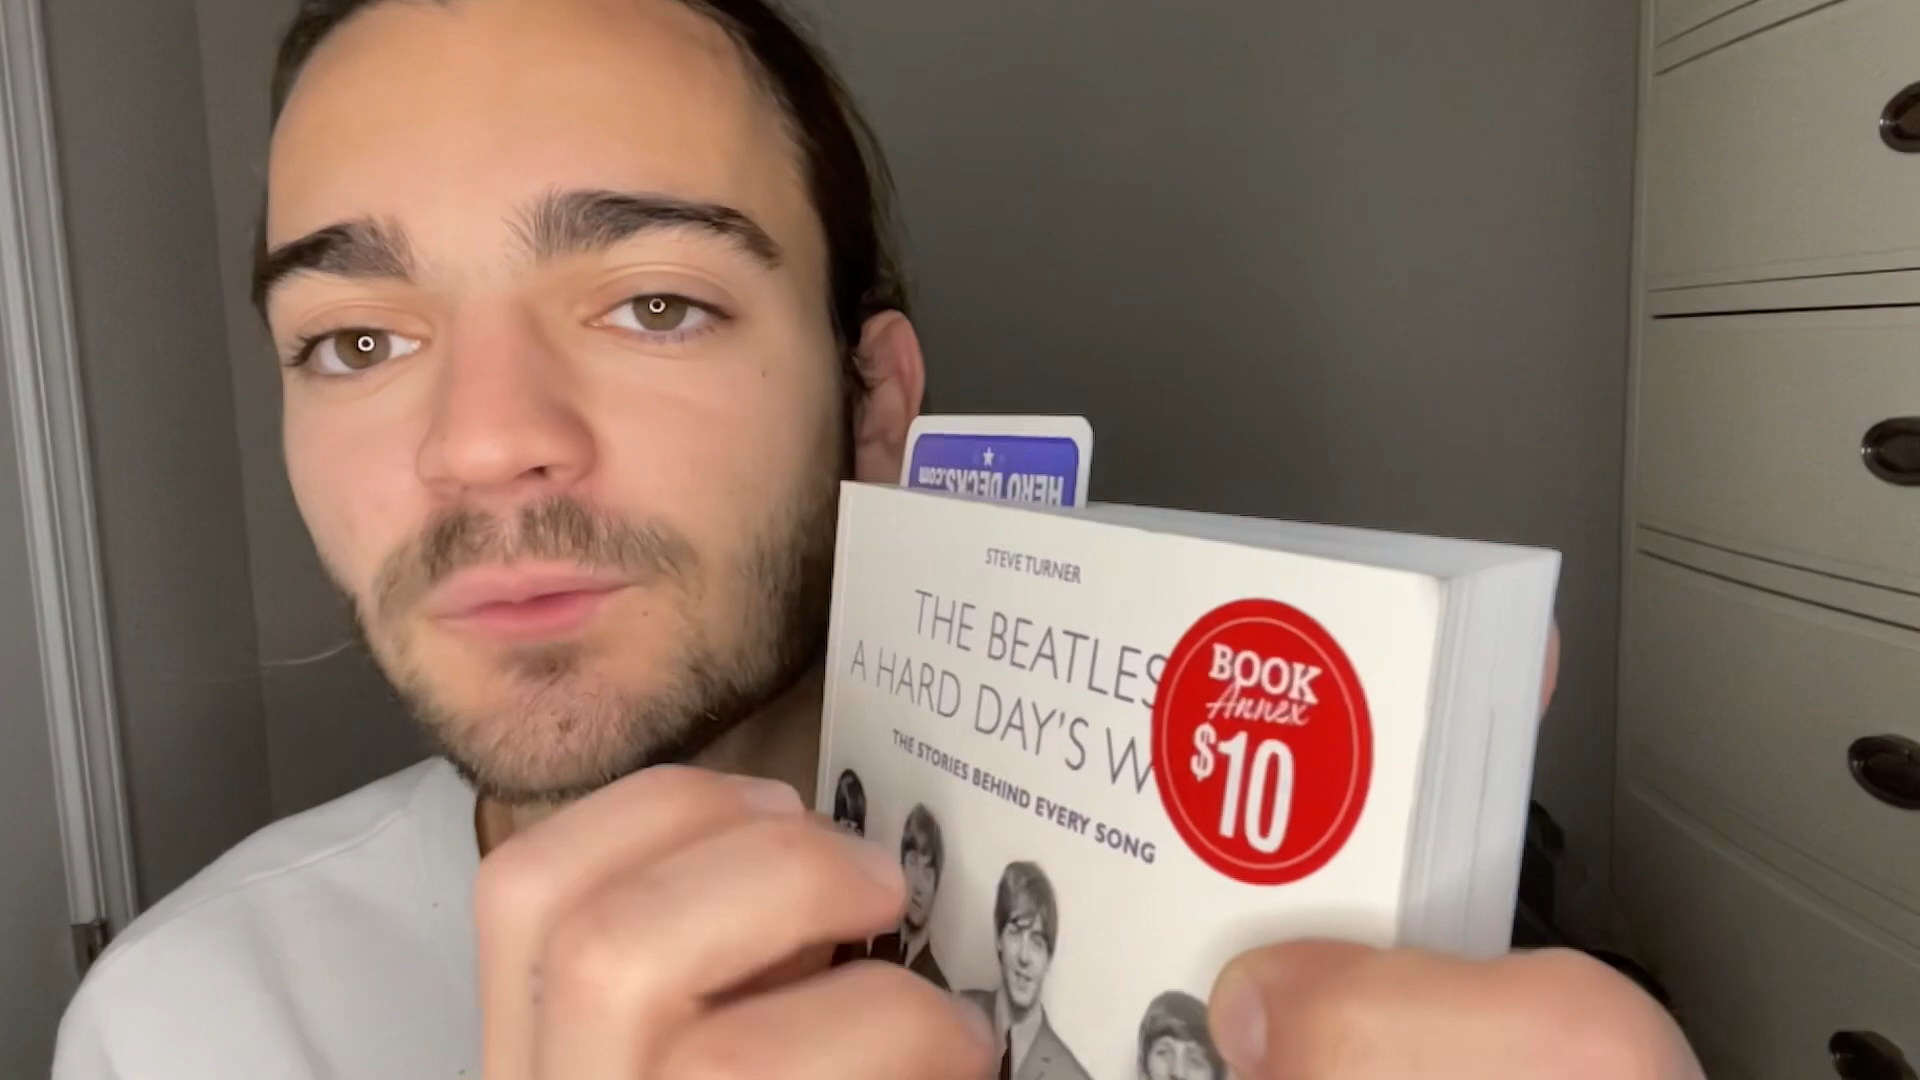 HERO DECKS.com
STEVE TURNER
THE BEATLES
A HARD DAY'S W
THE STORIES BEHIND EVERY SONG
BOOK
Annex
$10